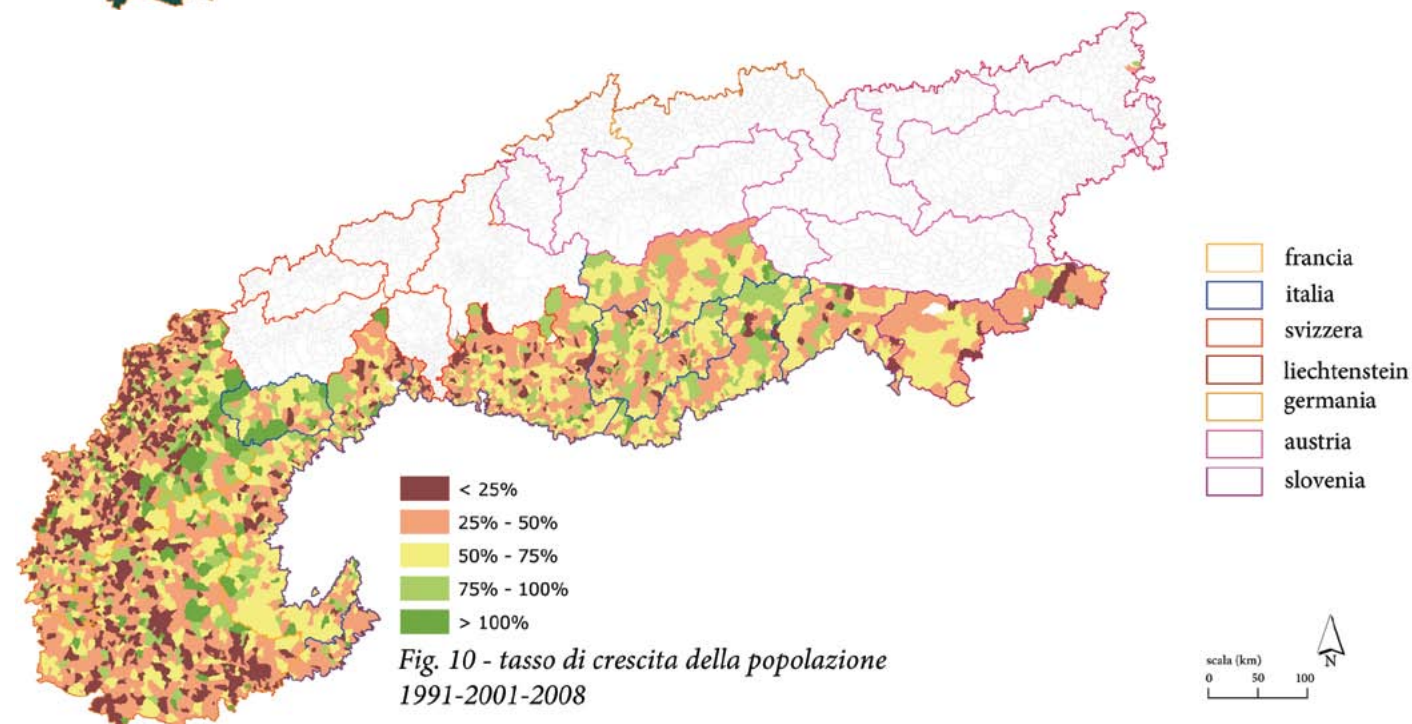 francia
italia
svizzera
liechtenstein
germania
austria
slovenia
< 25%
25% - 50%
50% - 75%
75% - 100%
> 100%
Fig. 10 - tasso di crescita della popolazione
1991-2001-2008
scala (km)
0 50 100
N